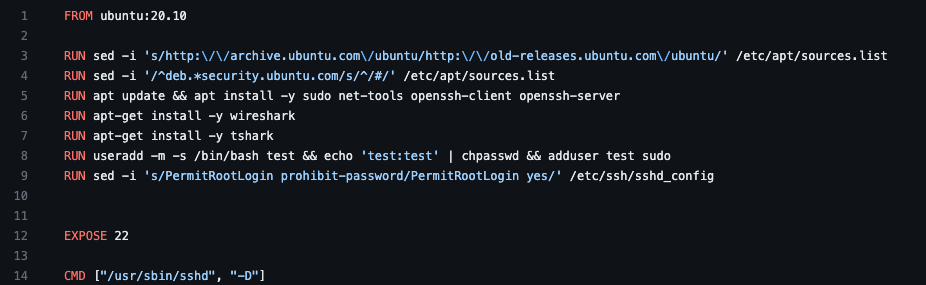 1 FROM ubuntu:20.10
2
3 RUN sed -i 's/http:\/\/archive.ubuntu.com\/ubuntu/http:\/\/old-releases.ubuntu.com\/ubuntu/' /etc/apt/sources.list
4 RUN sed -i '/^deb.*security.ubuntu.com/s/^/#/' /etc/apt/sources.list
5 RUN apt update && apt install -y sudo net-tools openssh-client openssh-server
6 RUN apt-get install -y wireshark
7 RUN apt-get install -y tshark
8 RUN useradd -m -s /bin/bash test && echo 'test:test' | chpasswd && adduser test sudo
9 RUN sed -i 's/PermitRootLogin prohibit-password/PermitRootLogin yes/' /etc/ssh/sshd_config
10
11
12 EXPOSE 22
13
14 CMD ["/usr/sbin/sshd", "-D"]